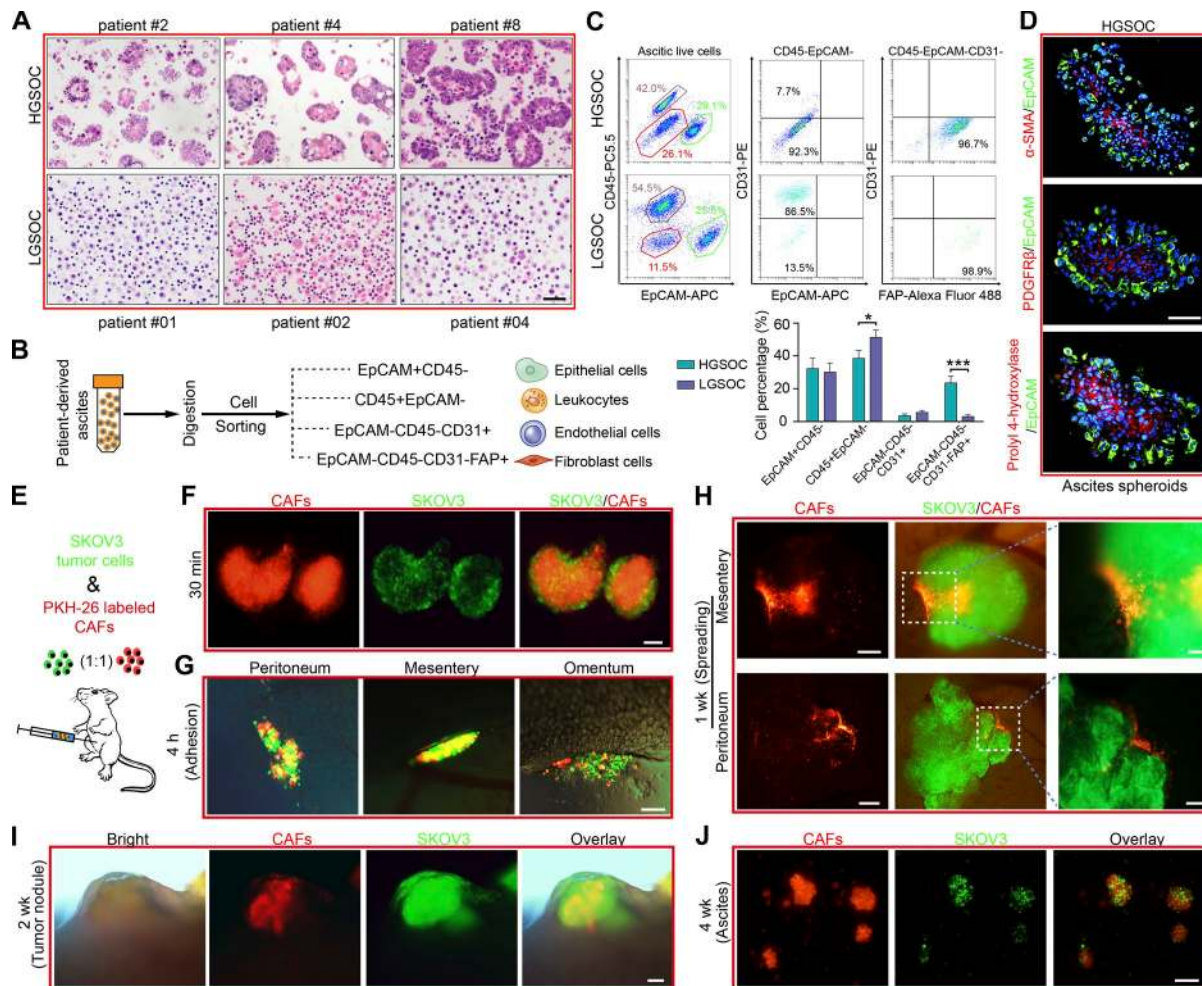 A
patient #2
patient #4
patient #8
HGSOC
LGSOC
patient #01
patient #02
patient #04
B
Patient-derived
ascites
Digestion
Cell
Sorting
EpCAM+CD45-
CD45+EpCAM-
EpCAM-CD45-CD31+
EpCAM-CD45-CD31-FAP+
Epithelial cells
Leukocytes
Endothelial cells
Fibroblast cells
C
Ascitic live cells
CD45-EpCAM-
CD45-EpCAM-CD31-
HGSOC
LGSOC
CD45-PC5.5
CD31-PE
CD31-PE
42.0%
29.1%
26.1%
7.7%
92.3%
96.7%
54.5%
11.5%
86.5%
13.5%
98.9%
EpCAM-APC
EpCAM-APC
FAP-Alexa Fluor 488
HGSOC
LGSOC
Cell percentage (%)
60
40
20
0
*
***
EpCAM+CD45-
CD45+EpCAM-
EpCAM-CD45-
CD31+
EpCAM-CD45-
CD31-FAP+
D
HGSOC
α-SMA/EpCAM
PDGFRβ/EpCAM
Prolyl 4-hydroxylase
/EpCAM
Ascites spheroids
E
SKOV3
tumor cells
&
PKH-26 labeled
CAFs
(1:1)
F
CAFs
SKOV3
SKOV3/CAFs
30 min
G
Peritoneum
Mesentery
Omentum
4 h
(Adhesion)
H
CAFs
SKOV3/CAFs
1 wk (Spreading)
Mesentery
Peritoneum
I
Bright
CAFs
SKOV3
Overlay
2 wk
(Tumor nodule)
J
CAFs
SKOV3
Overlay
4 wk
(Ascites)